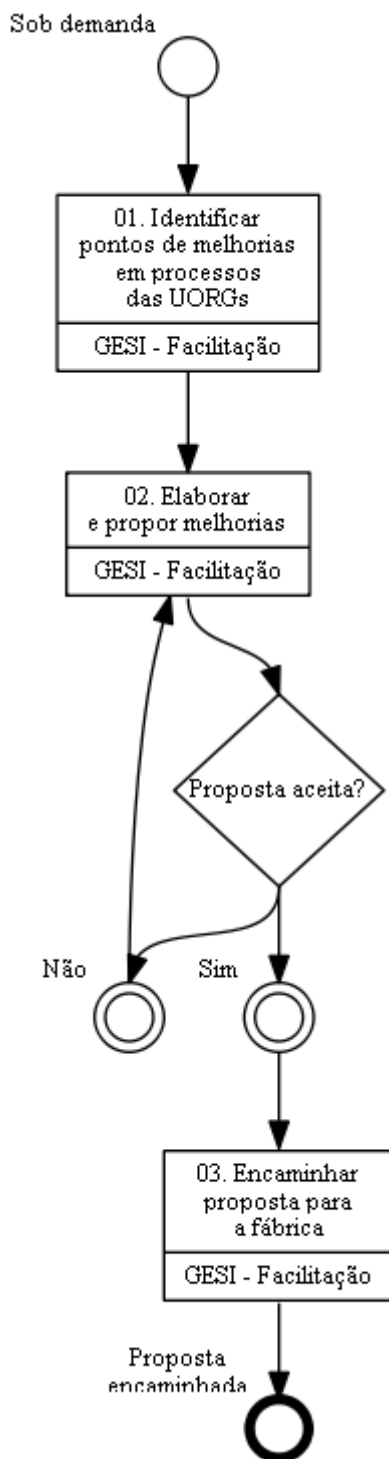 Sob demanda
01. Identificar
pontos de melhorias
em processos
das UORGs
GESI - Facilitação
02. Elaborar
e propor melhorias
GESI - Facilitação
Proposta aceita?
Não
Sim
03. Encaminhar
proposta para
a fábrica
GESI - Facilitação
Proposta
encaminhada